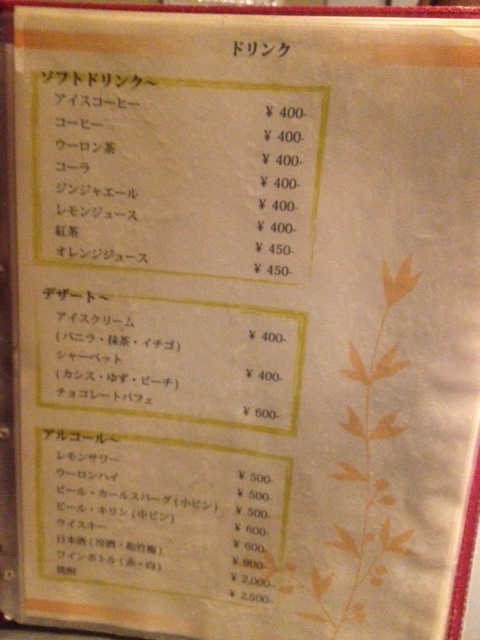 ドリンク
ソフトドリンク～
アイスコーヒー ¥ 400-
コーヒー ¥ 400-
ウーロン茶 ¥ 400-
コーラ ¥ 400-
ジンジャエール ¥ 400-
レモンジュース ¥ 400-
紅茶 ¥ 450-
オレンジジュース ¥ 450-
デザート～
アイスクリーム ¥ 400-
(バニラ・抹茶・イチゴ)
シャーベット ¥ 400-
(カシス・ゆず・ピーチ)
チョコレートパフェ ¥ 600-
アルコール～
レモンサワー ¥ 500-
ウーロンハイ ¥ 500-
ビール・カールスバーグ(小ビン) ¥ 500-
ビール・キリン(中ビン) ¥ 600-
ウイスキー ¥ 600-
日本酒(冷酒・松竹梅) ¥ 900-
ワインボトル(赤・白) ¥ 2,000-
焼酎 ¥ 2,500-